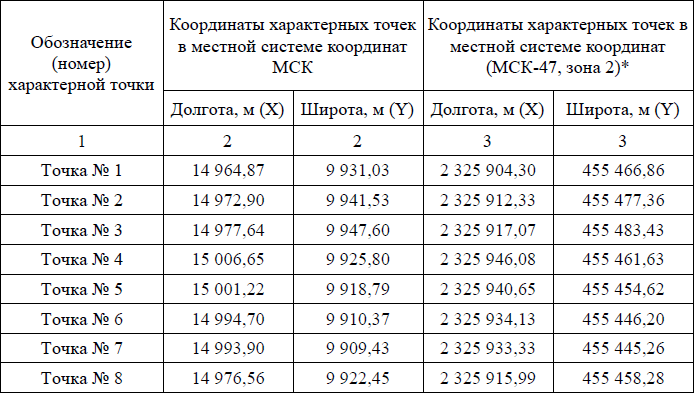 Обозначение (номер) характерной точки
Координаты характерных точек в местной системе координат МСК
Координаты характерных точек в местной системе координат (МСК-47, зона 2)*
Долгота, м (X) Широта, м (Y) Долгота, м (X) Широта, м (Y)
1 2 2 3 3
Точка № 1 14 964,87 9 931,03 2 325 904,30 455 466,86
Точка № 2 14 972,90 9 941,53 2 325 912,33 455 477,36
Точка № 3 14 977,64 9 947,60 2 325 917,07 455 483,43
Точка № 4 15 006,65 9 925,80 2 325 946,08 455 461,63
Точка № 5 15 001,22 9 918,79 2 325 940,65 455 454,62
Точка № 6 14 994,70 9 910,37 2 325 934,13 455 446,20
Точка № 7 14 993,90 9 909,43 2 325 933,33 455 445,26
Точка № 8 14 976,56 9 922,45 2 325 915,99 455 458,28